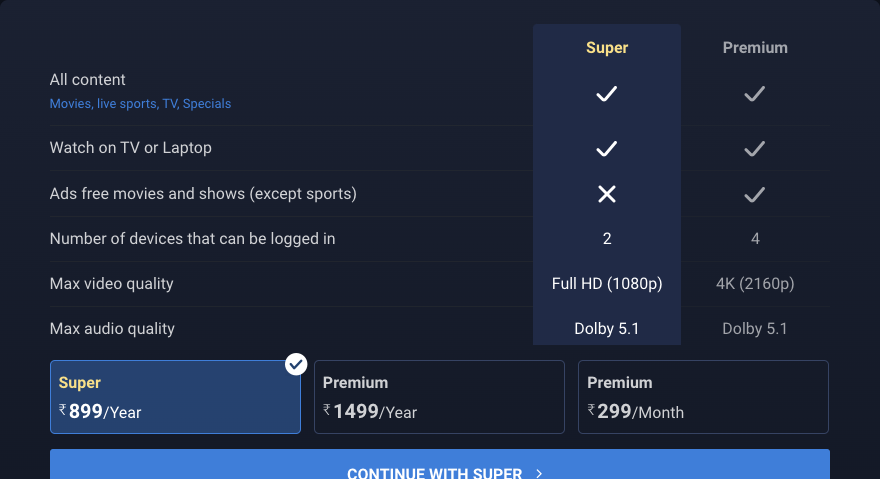 Super Premium
All content
Movies, live sports, TV, Specials
Watch on TV or Laptop
Ads free movies and shows (except sports)
Number of devices that can be logged in 2 4
Max video quality Full HD (1080p) 4K (2160p)
Max audio quality Dolby 5.1 Dolby 5.1
Super Premium Premium
₹899/Year ₹1499/Year ₹299/Month
CONTINUE WITH SUPER